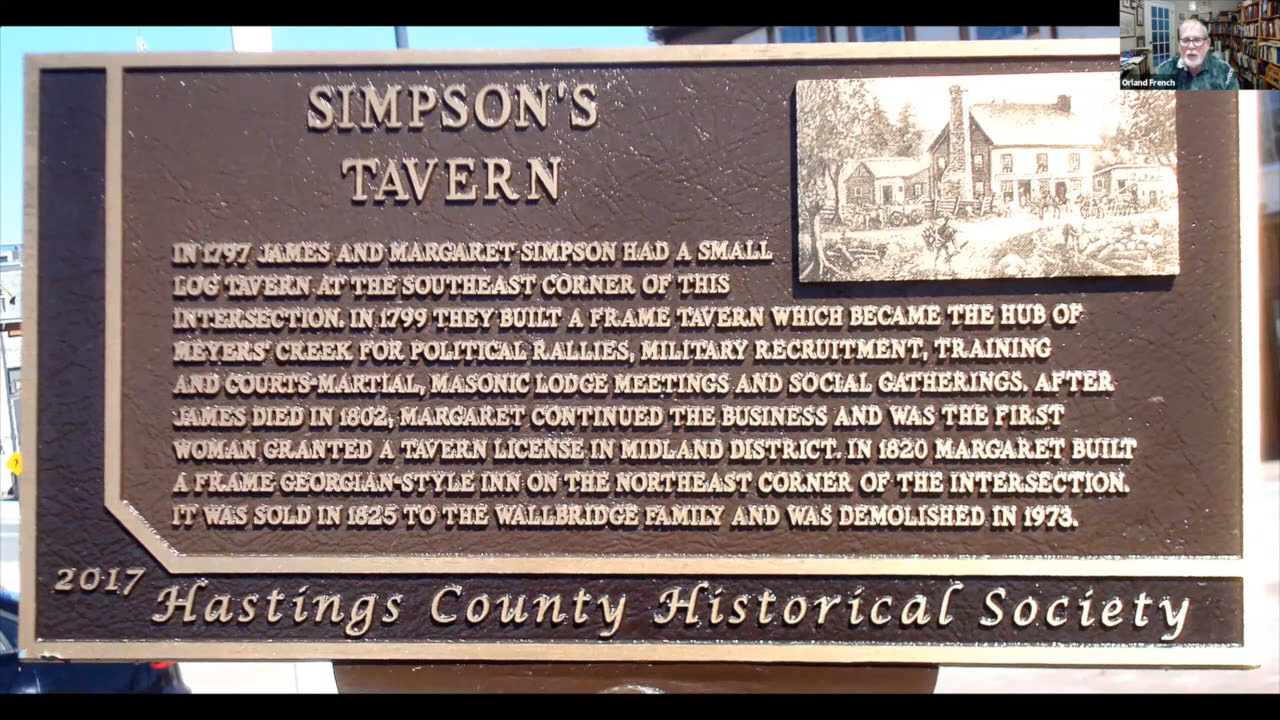 Orland French
SIMPSON'S
TAVERN
IN 1797 JAMES AND MARGARET SIMPSON HAD A SMALL
LOG TAVERN AT THE SOUTHEAST CORNER OF THIS
INTERSECTION. IN 1799 THEY BUILT A FRAME TAVERN WHICH BECAME THE HUB OF
MEYERS' CREEK FOR POLITICAL RALLIES, MILITARY RECRUITMENT, TRAINING
AND COURTS-MARTIAL, MASONIC LODGE MEETINGS AND SOCIAL GATHERINGS. AFTER
JAMES DIED IN 1802, MARGARET CONTINUED THE BUSINESS AND WAS THE FIRST
WOMAN GRANTED A TAVERN LICENSE IN MIDLAND DISTRICT. IN 1820 MARGARET BUILT
A FRAME GEORGIAN-STYLE INN ON THE NORTHEAST CORNER OF THE INTERSECTION.
IT WAS SOLD IN 1825 TO THE WALLBRIDGE FAMILY AND WAS DEMOLISHED IN 1973.
2017 Hastings County Historical Society